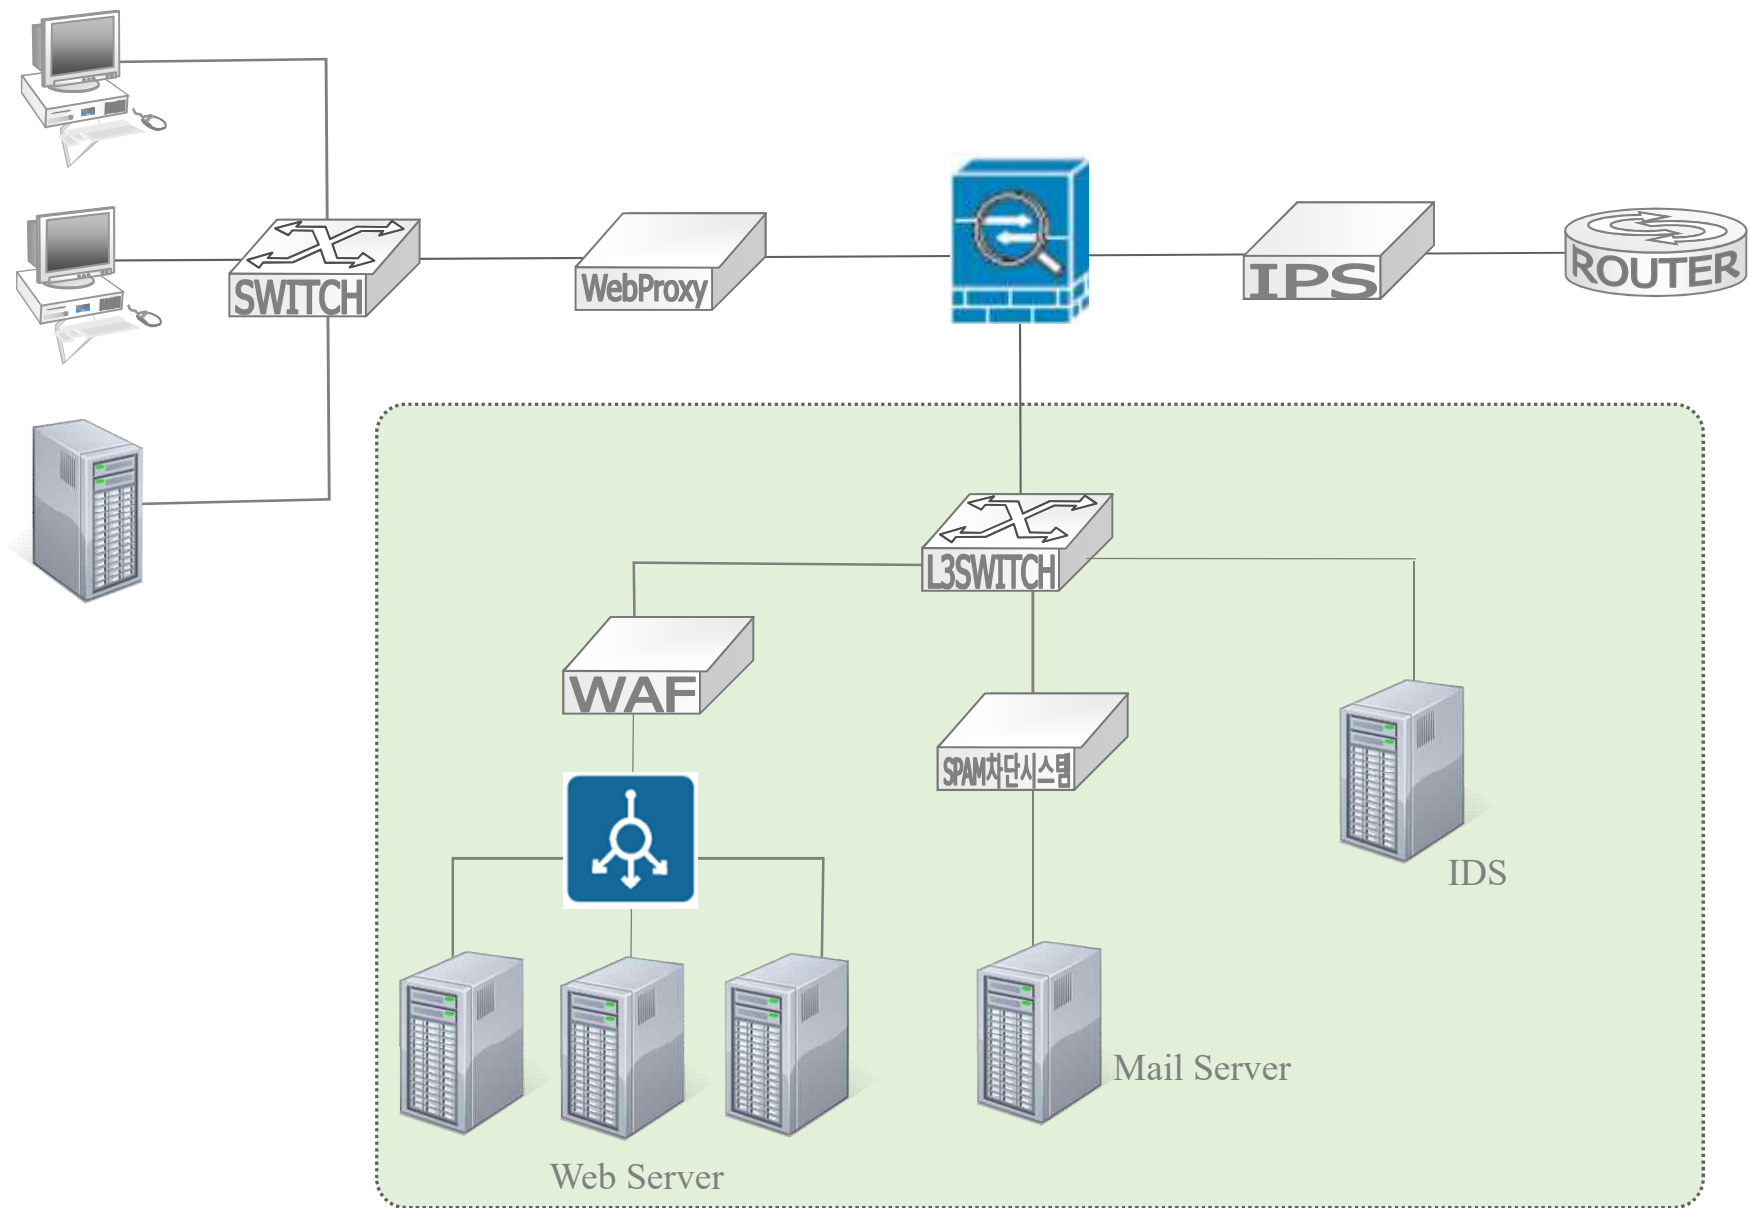 SWITCH
WebProxy
IPS
ROUTER
L3SWITCH
WAF
SPAM차단시스템
IDS
Mail Server
Web Server